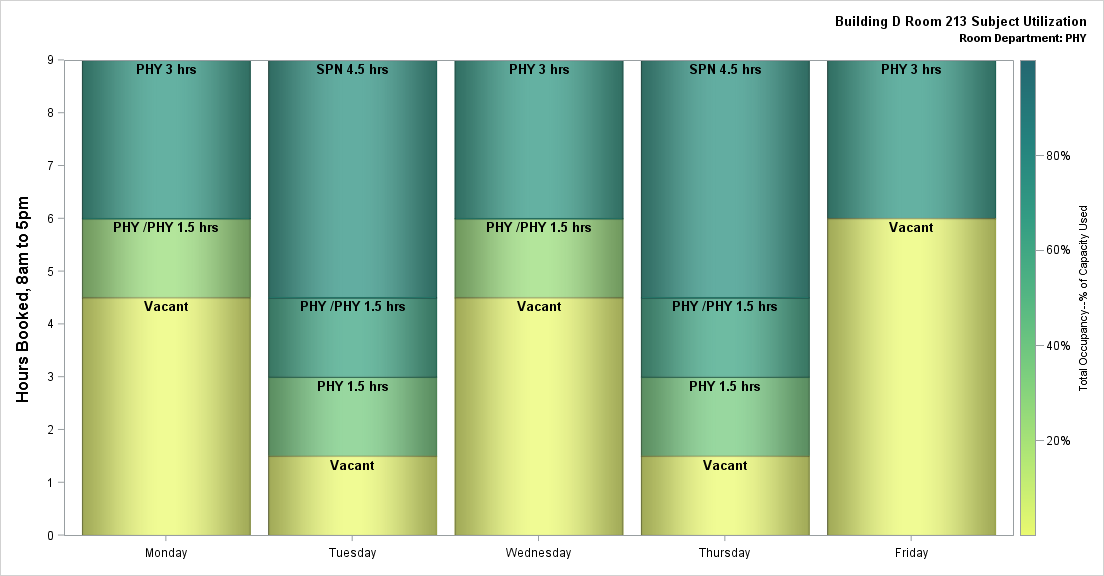 Building D Room 213 Subject Utilization
Room Department: PHY
9
8
7
6
5
4
3
2
1
0
Hours Booked, 8am to 5pm
PHY 3 hrs
PHY /PHY 1.5 hrs
Vacant
SPN 4.5 hrs
PHY /PHY 1.5 hrs
PHY 1.5 hrs
Vacant
PHY 3 hrs
PHY /PHY 1.5 hrs
Vacant
SPN 4.5 hrs
PHY /PHY 1.5 hrs
PHY 1.5 hrs
Vacant
PHY 3 hrs
Vacant
Monday
Tuesday
Wednesday
Thursday
Friday
80%
60%
40%
20%
Total Occupancy--% of Capacity Used